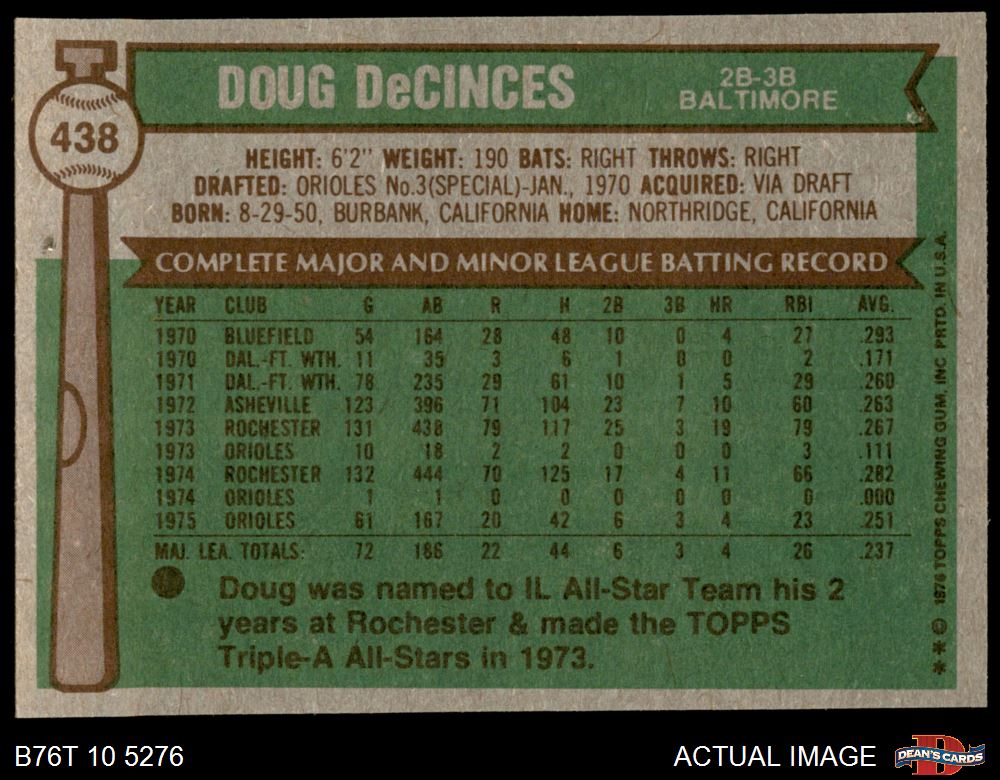 DOUG DeCINCES
2B-3B
BALTIMORE
438
HEIGHT: 6'2" WEIGHT: 190 BATS: RIGHT THROWS: RIGHT
DRAFTED: ORIOLES No.3(SPECIAL)-JAN., 1970 ACQUIRED: VIA DRAFT
BORN: 8-29-50, BURBANK, CALIFORNIA HOME: NORTHRIDGE, CALIFORNIA
COMPLETE MAJOR AND MINOR LEAGUE BATTING RECORD
YEAR CLUB G AB R H 2B 3B HR RBI AVG.
1970 BLUEFIELD 54 164 28 48 10 0 4 27 .293
1970 DAL.-FT. WTH. 11 35 3 6 1 0 0 2 .171
1971 DAL.-FT. WTH. 78 235 29 61 10 1 5 29 .260
1972 ASHEVILLE 123 396 71 104 23 7 10 60 .263
1973 ROCHESTER 131 438 79 117 25 3 19 79 .267
1973 ORIOLES 10 18 2 2 0 0 0 3 .111
1974 ROCHESTER 132 444 70 125 17 4 11 66 .282
1974 ORIOLES 1 1 0 0 0 0 0 0 .000
1975 ORIOLES 61 167 20 42 6 3 4 23 .251
MAJ. LEA. TOTALS: 72 186 22 44 6 3 4 26 .237
Doug was named to IL All-Star Team his 2
years at Rochester & made the TOPPS
Triple-A All-Stars in 1973.
** © 1976 TOPPS CHEWING GUM, INC. PRTD. IN U.S.A.
B76T 10 5276
ACTUAL IMAGE
D
DEAN'S CARDS